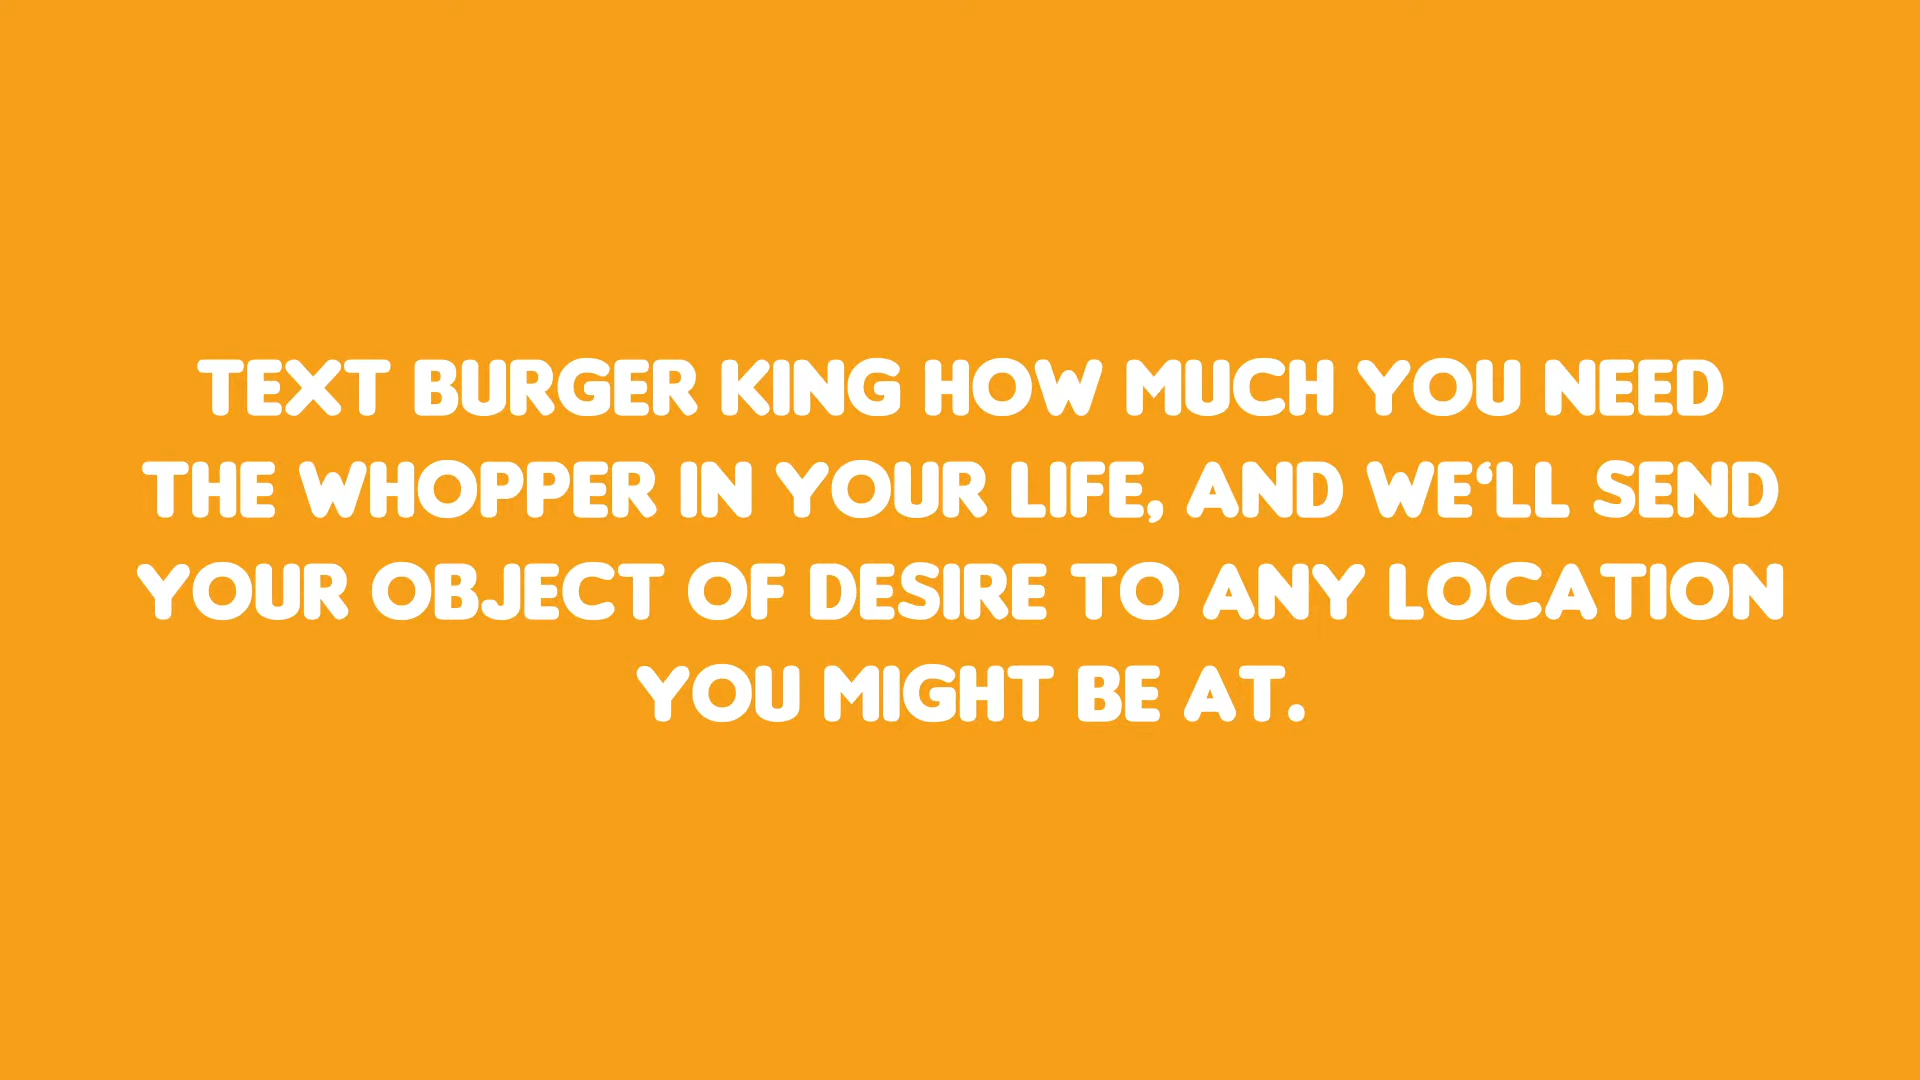 TEXT BURGER KING HOW MUCH YOU NEED
THE WHOPPER IN YOUR LIFE, AND WE‘LL SEND
YOUR OBJECT OF DESIRE TO ANY LOCATION
YOU MIGHT BE AT.